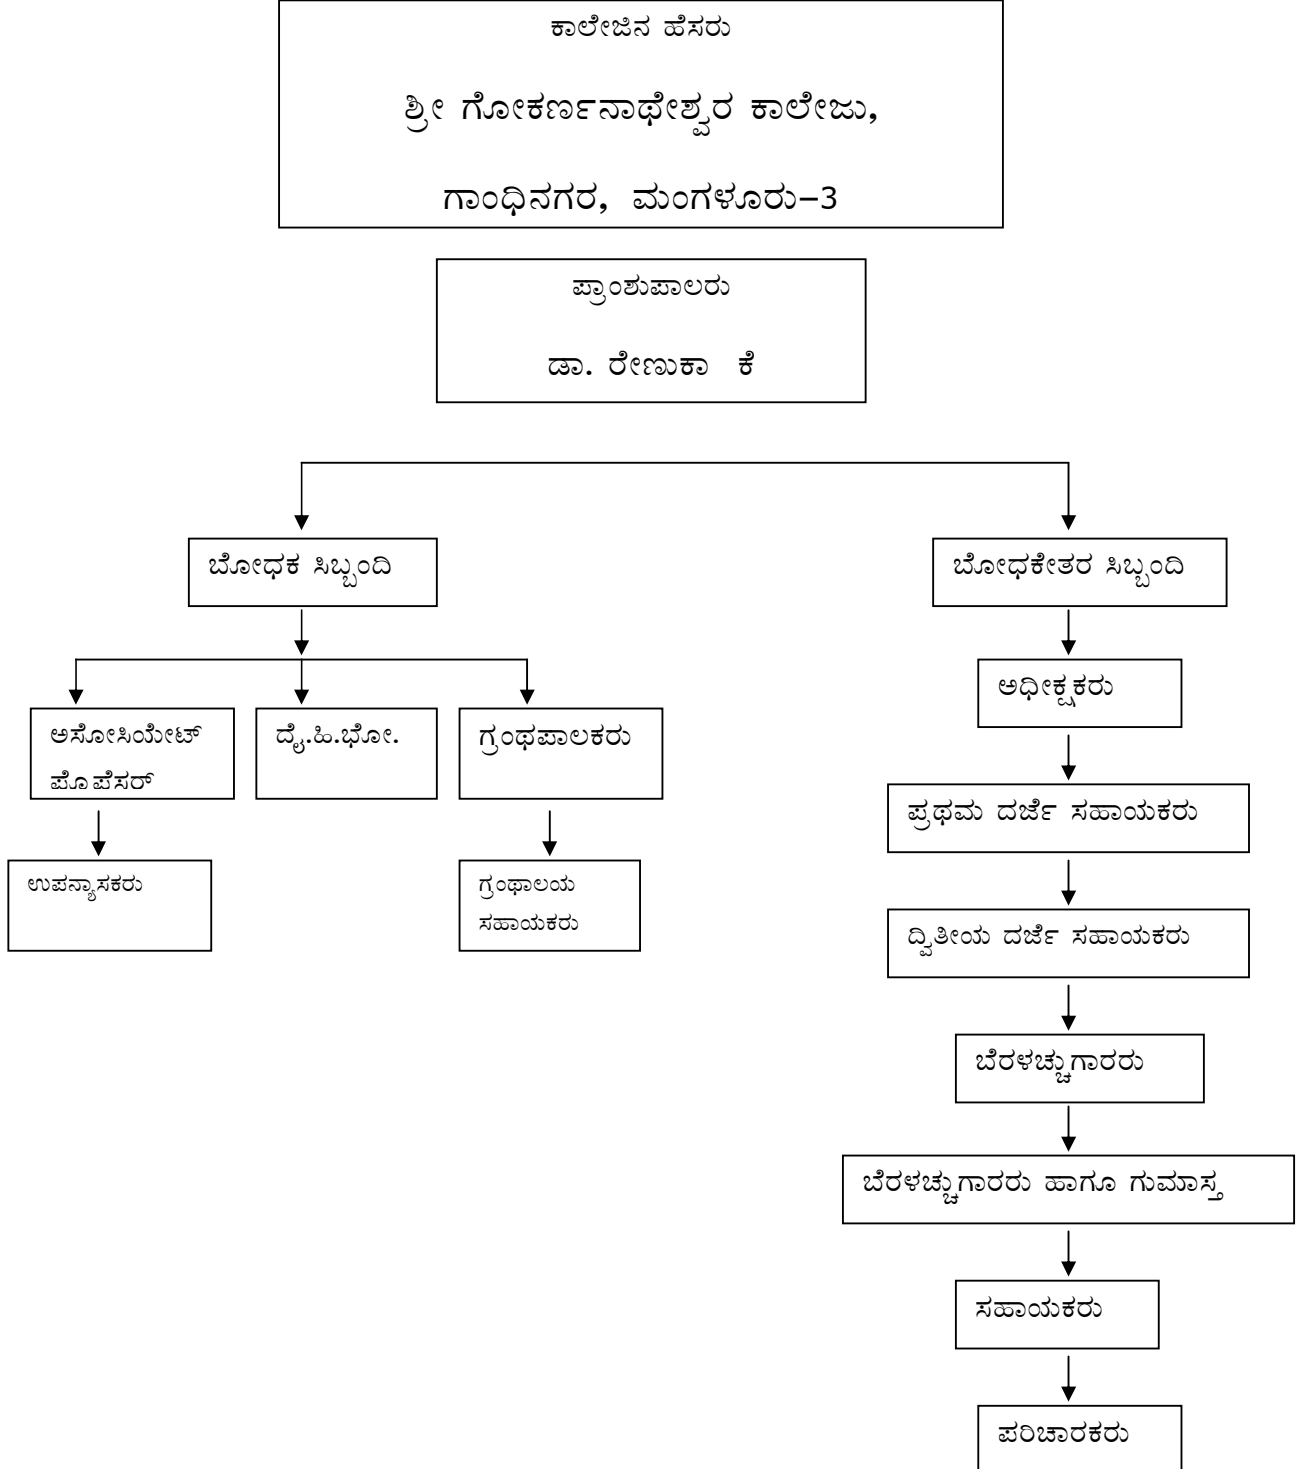 ಕಾಲೇಜಿನ ಹೆಸರು
ಶ್ರೀ ಗೋಕರ್ಣನಾಥೇಶ್ವರ ಕಾಲೇಜು,
ಗಾಂಧಿನಗರ, ಮಂಗಳೂರು–3
ಪ್ರಾಂಶುಪಾಲರು
ಡಾ. ರೇಣುಕಾ ಕೆ
ಬೋಧಕ ಸಿಬ್ಬಂದಿ
ಬೋಧಕೇತರ ಸಿಬ್ಬಂದಿ
ಅಧೀಕ್ಷಕರು
ಅಸೋಸಿಯೇಟ್
ದೈ.ಹಿ.ಭೋ.
ಗ್ರಂಥಪಾಲಕರು
ಪ್ರಥಮ ದರ್ಜೆ ಸಹಾಯಕರು
ಉಪನ್ಯಾಸಕರು
ಗ್ರಂಥಾಲಯ
ಸಹಾಯಕರು
ದ್ವಿತೀಯ ದರ್ಜೆ ಸಹಾಯಕರು
ಬೆರಳಚ್ಚುಗಾರರು
ಬೆರಳಚ್ಚುಗಾರರು ಹಾಗೂ ಗುಮಾಸ್ತ
ಸಹಾಯಕರು
ಪರಿಚಾರಕರು